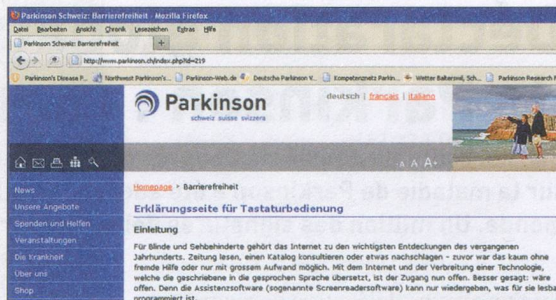 Parkinson Schweiz: Barrierefreiheit - Mozilla Firefox
Datei Bearbeiten Ansicht Chronik Lesezeichen Extras Hilfe
Parkinson Schweiz: Barrierefreiheit +
http://www.parkinson.ch/index.php?id=219
Parkinson's Disease P... Northwest Parkinson's... Parkinson-Web.de Deutsche Parkinson V... Kompetenznetz Parkin... Wetter Balterswil, Sch... Parkinson Research
Parkinson
schweiz suisse svizzera
deutsch | français | italiano
A A A+
News
Unsere Angebote
Spenden und Helfen
Veranstaltungen
Die Krankheit
Über uns
Shop
Homepage Barrierefreiheit
Erklärungsseite für Tastaturbedienung
Einleitung
Für Blinde und Sehbehinderte gehört das Internet zu den wichtigsten Entdeckungen des vergangenen
Jahrhunderts. Zeitung lesen, einen Katalog konsultieren oder etwas nachschlagen - zuvor war das kaum ohne
fremde Hilfe oder nur mit grossem Aufwand möglich. Mit dem Internet und der Verbreitung einer Technologie,
welche die geschriebene in die gesprochen Sprache übersetzt, ist der Zugang nun offen. Besser gesagt: wäre
offen. Denn die Assistenzsoftware (sogenannte Screenreadersoftware) kann nur wiedergeben, was für sie lesba
programmiert ist.